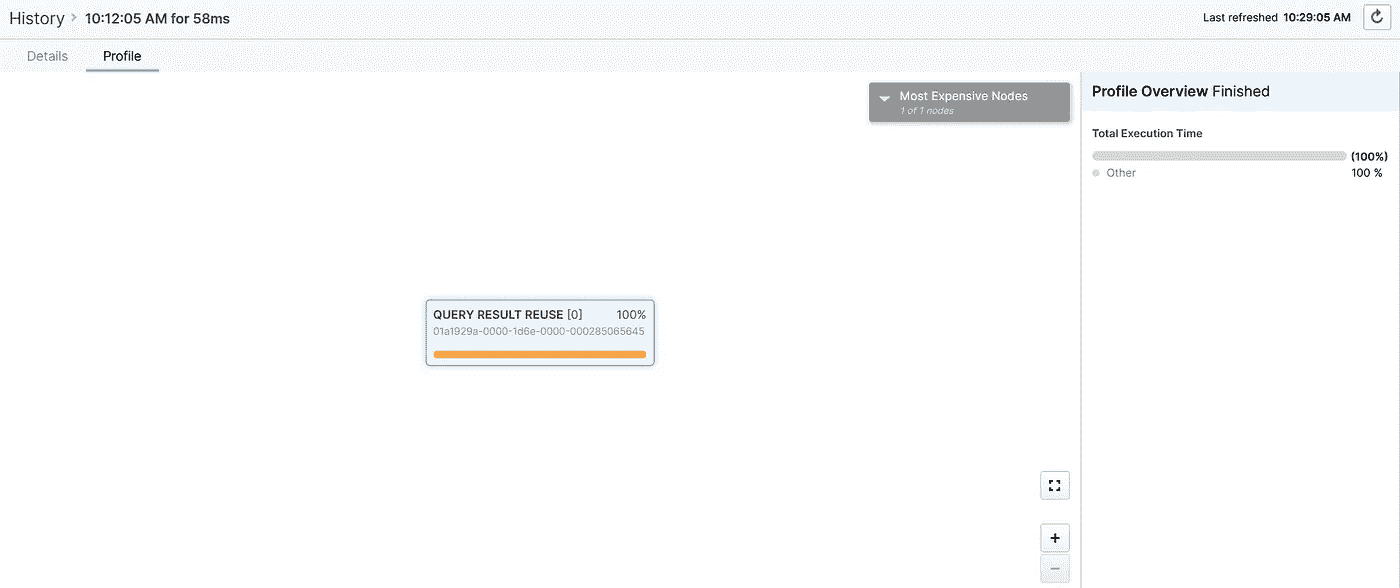 History > 10:12:05 AM for 58ms
Last refreshed 10:29:05 AM
Details Profile
Most Expensive Nodes
1 of 1 nodes
Profile Overview Finished
Total Execution Time
(100%)
Other 100 %
QUERY RESULT REUSE [0] 100%
01a1929a-0000-1d6e-0000-000285065645
+
−